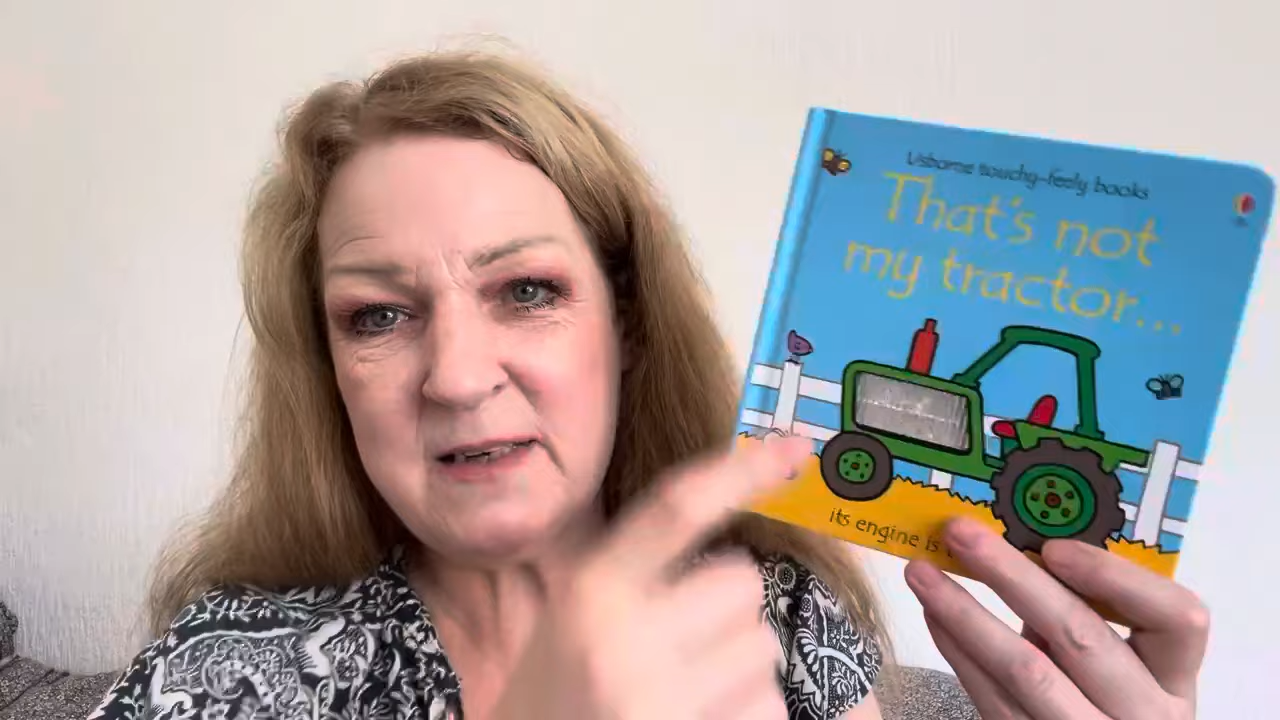 Usborne touchy-feely books
That's not
my tractor...
its engine is